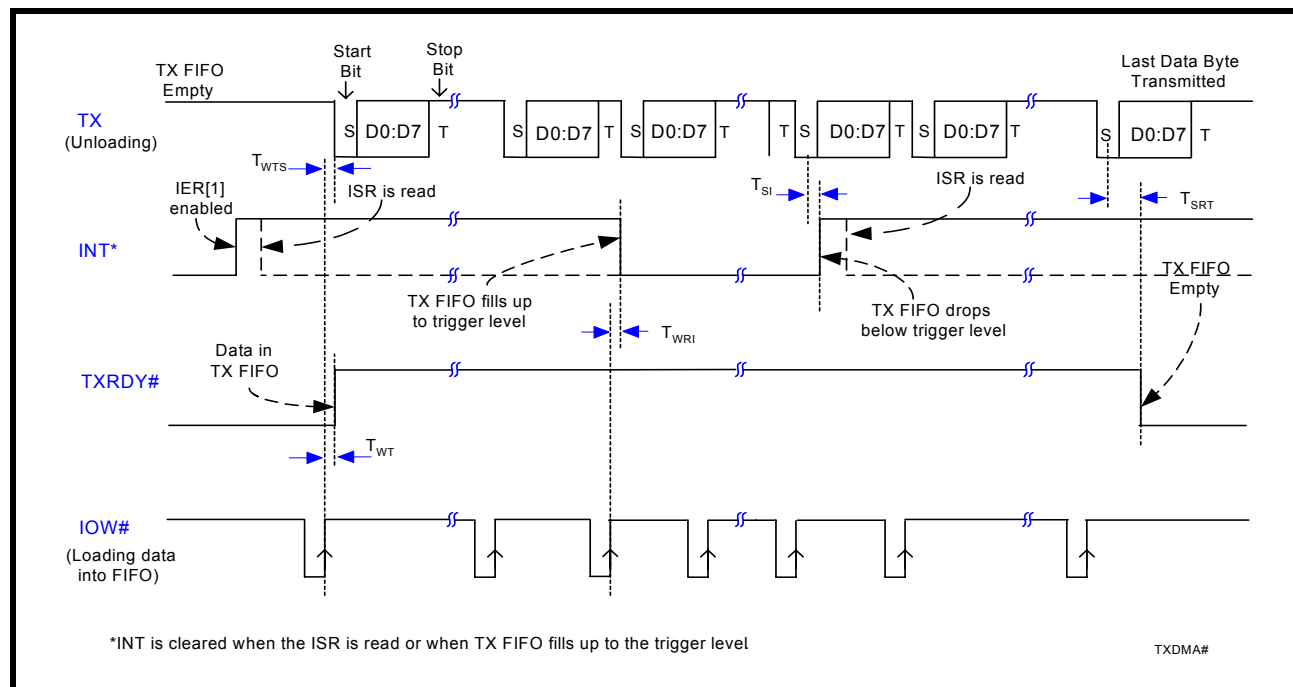 Start
Bit
Stop
Bit
TX FIFO
Empty
Last Data Byte
Transmitted
TX
(Unloading)
S D0:D7 T S D0:D7 T S D0:D7 T T S D0:D7 T S D0:D7 T S D0:D7 T
TWTS
IER[1]
enabled
ISR is read
TSI
ISR is read
TSRT
INT*
TX FIFO fills up
to trigger level
TX FIFO drops
below trigger level
TX FIFO
Empty
TWRI
Data in
TX FIFO
TXRDY#
TWT
IOW#
(Loading data
into FIFO)
*INT is cleared when the ISR is read or when TX FIFO fills up to the trigger level.
TXDMA#